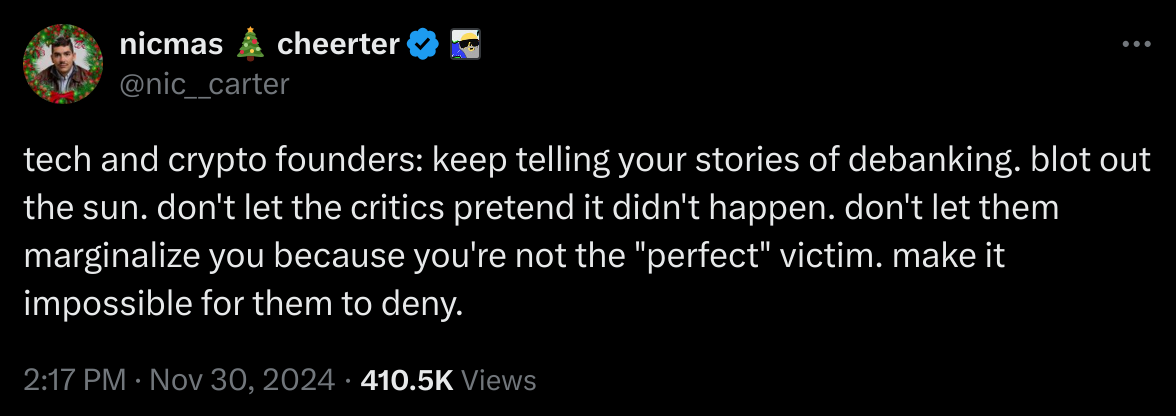 nicmas 🎄 cheerter
@nic__carter
tech and crypto founders: keep telling your stories of debanking. blot out
the sun. don't let the critics pretend it didn't happen. don't let them
marginalize you because you're not the "perfect" victim. make it
impossible for them to deny.
2:17 PM · Nov 30, 2024 · 410.5K Views